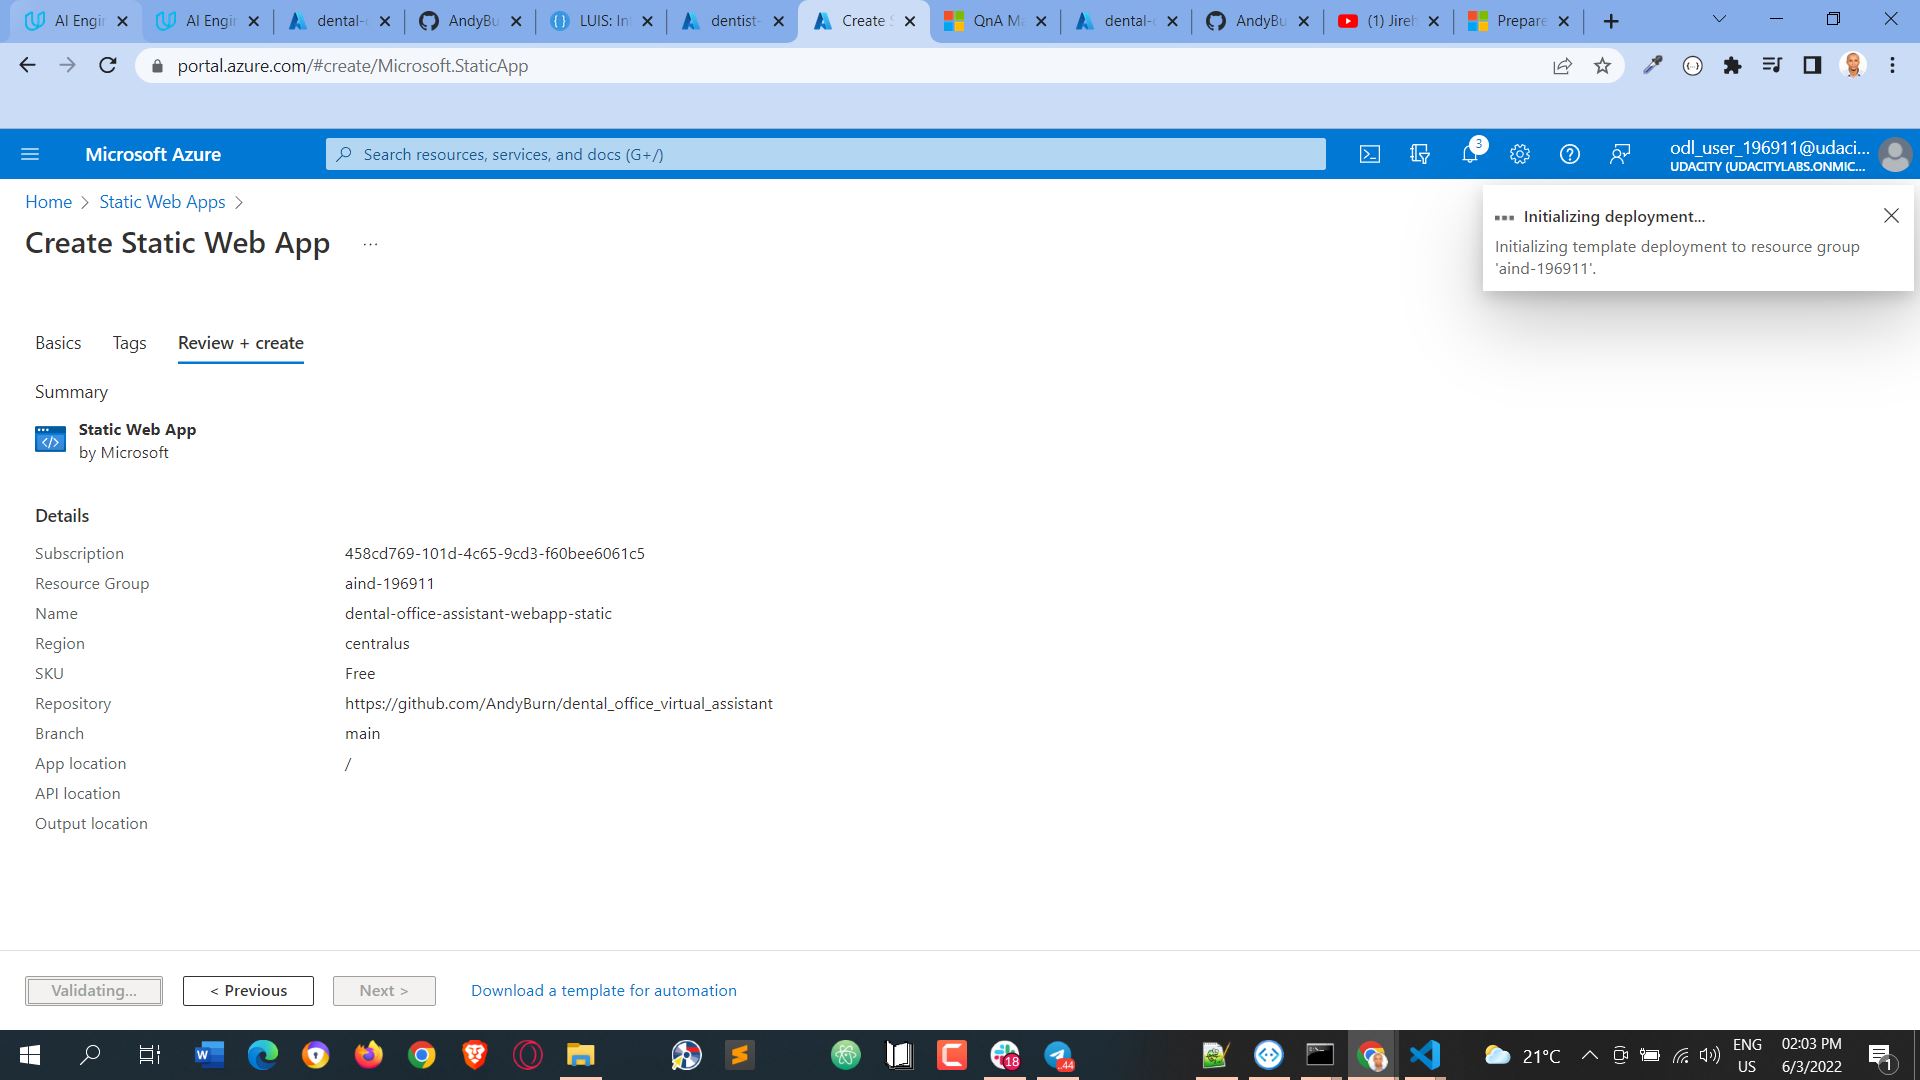 AI Engin
AI Engin
dental-o
AndyBu
LUIS: Int
dentist-
Create S
QnA Ma
dental-o
AndyBu
(1) Jireh
Prepare
portal.azure.com/#create/Microsoft.StaticApp
Microsoft Azure
Search resources, services, and docs (G+/)
3
odl_user_196911@udaci...
UDACITY (UDACITYLABS.ONMIC...
Home > Static Web Apps >
Create Static Web App ...
Initializing deployment...
Initializing template deployment to resource group
'aind-196911'.
Basics Tags Review + create
Summary
Static Web App
by Microsoft
Details
Subscription 458cd769-101d-4c65-9cd3-f60bee6061c5
Resource Group aind-196911
Name dental-office-assistant-webapp-static
Region centralus
SKU Free
Repository https://github.com/AndyBurn/dental_office_virtual_assistant
Branch main
App location /
API location
Output location
Validating... < Previous Next > Download a template for automation
18
44
21°C
ENG
US
02:03 PM
6/3/2022
1